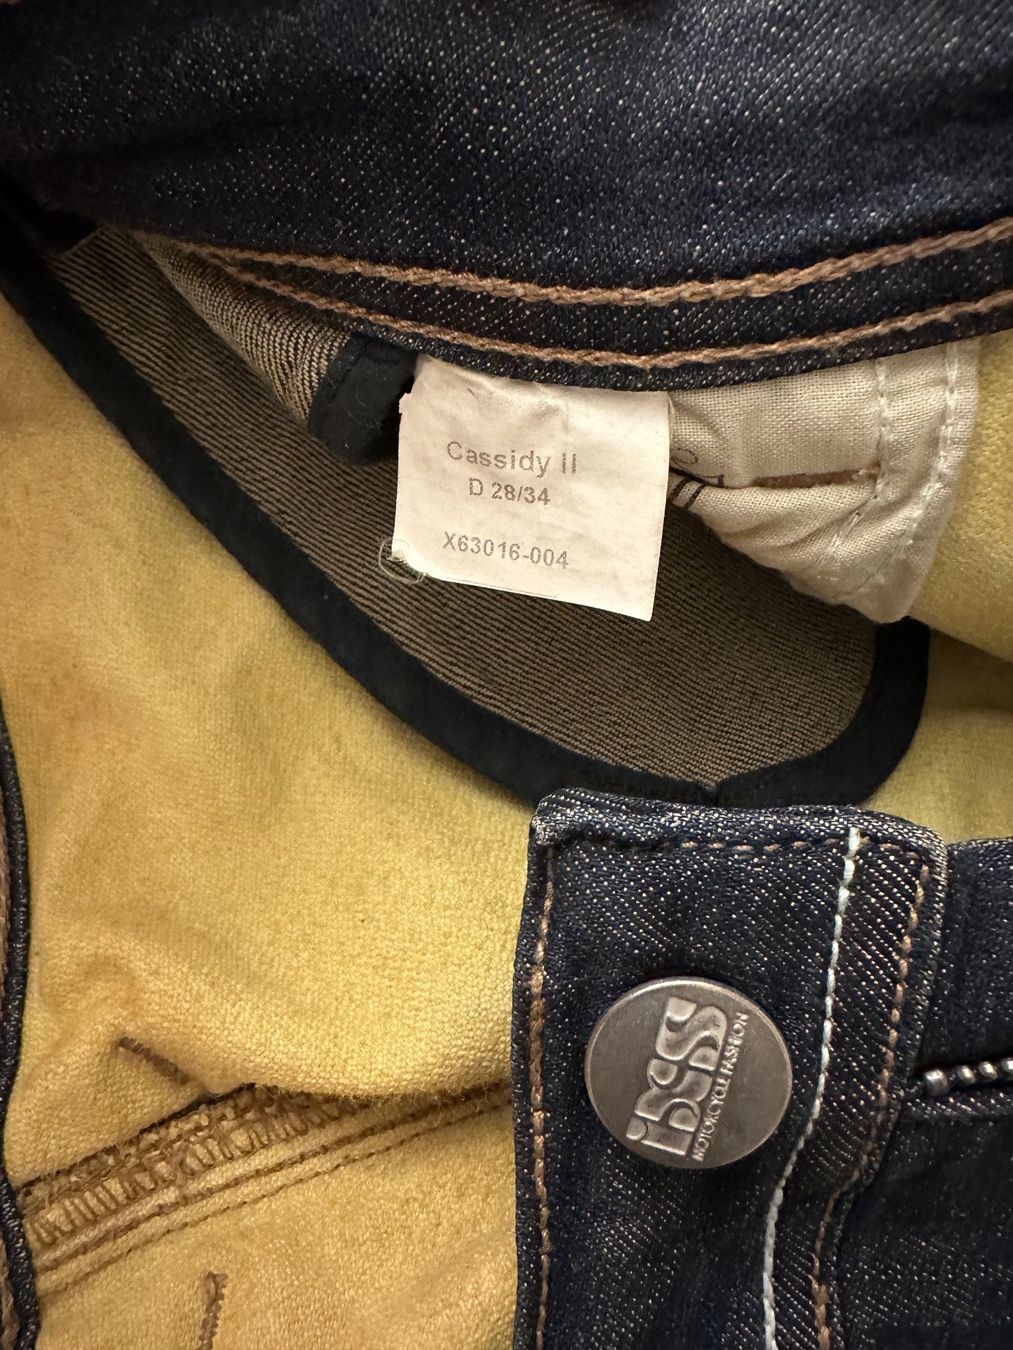 Cassidy II
D 28/34
X63016-004
iXS
MOTORCYCLE FASHION